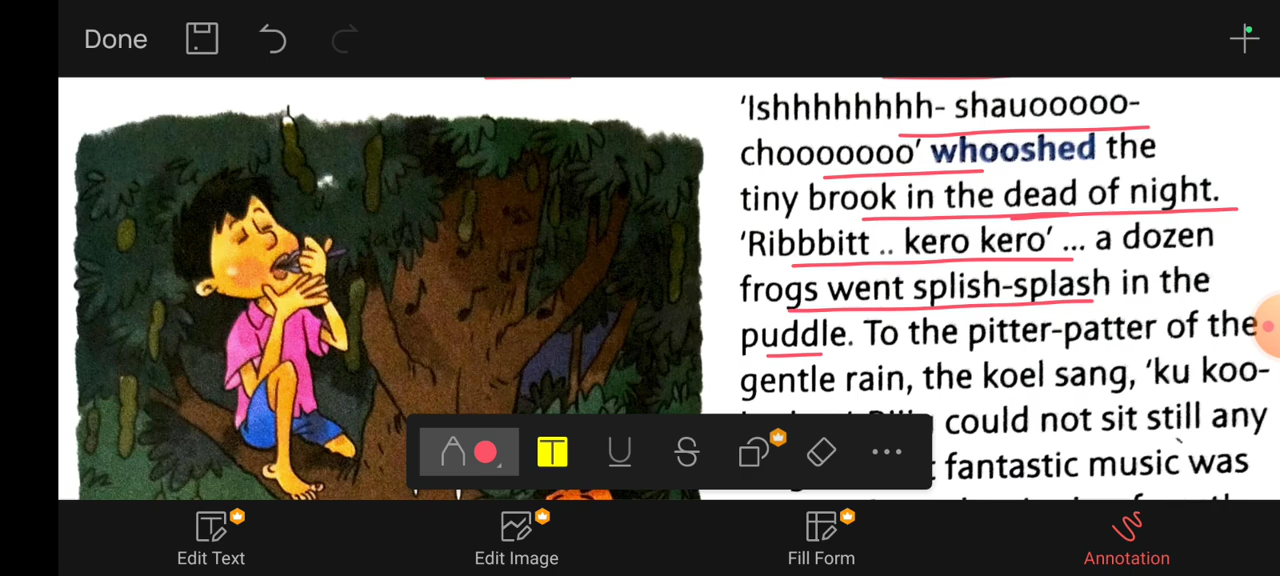 Done
'Ishhhhhhhh- shauooooo-
chooooooo' whooshed the
tiny brook in the dead of night.
'Ribbbitt .. kero kero' ... a dozen
frogs went splish-splash in the
puddle. To the pitter-patter of the
gentle rain, the koel sang, 'ku koo-
could not sit still any
fantastic music was
T U S
Edit Text
Edit Image
Fill Form
Annotation